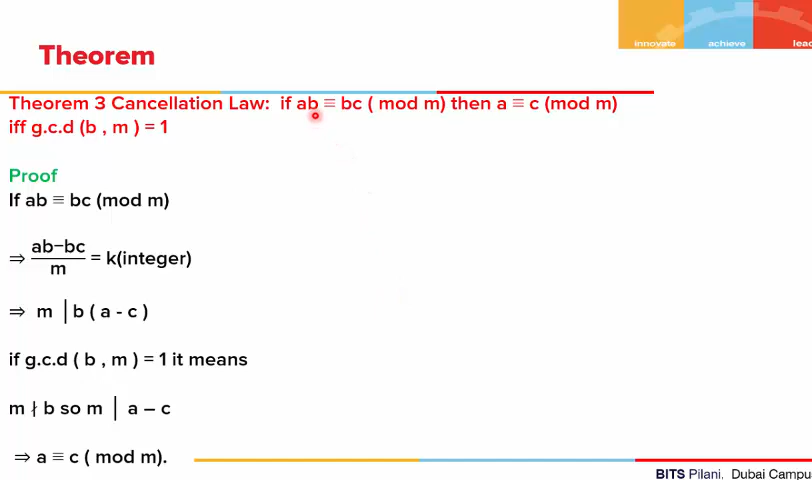 innovate achieve lead
Theorem
Theorem 3 Cancellation Law: if ab ≡ bc ( mod m) then a ≡ c (mod m)
iff g.c.d (b , m ) = 1
Proof
If ab ≡ bc (mod m)
⇒ ab−bc / m = k(integer)
⇒ m | b ( a - c )
if g.c.d ( b , m ) = 1 it means
m ∤ b so m | a – c
⇒ a ≡ c ( mod m).
BITS Pilani, Dubai Campu